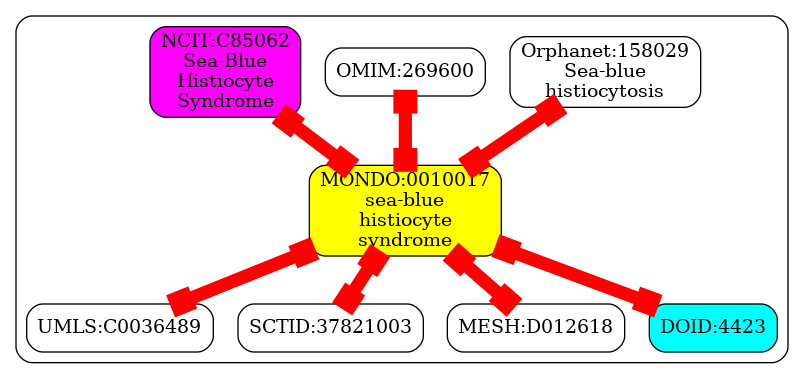 NCIT:C85062
Sea-Blue
Histiocyte
Syndrome
OMIM:269600
Orphanet:158029
Sea-blue
histiocytosis
MONDO:0010017
sea-blue
histiocyte
syndrome
UMLS:C0036489
SCTID:37821003
MESH:D012618
DOID:4423